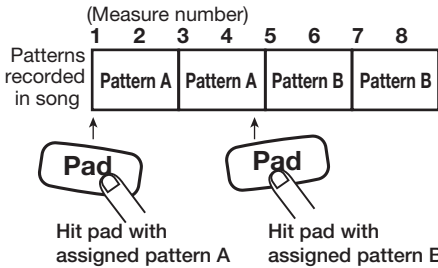 (Measure number)
1 2 3 4 5 6 7 8
Patterns
recorded
in song
Pattern A Pattern A Pattern B Pattern B
Pad Pad
Hit pad with
assigned pattern A
Hit pad with
assigned pattern B